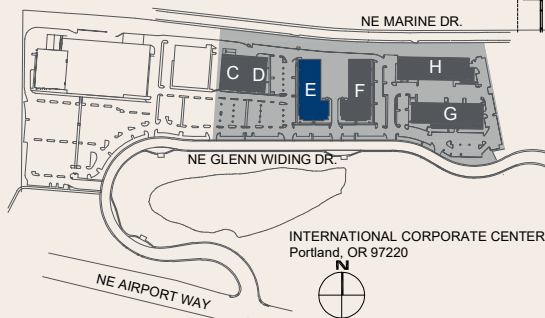 NE MARINE DR.
C D E F H
G
NE GLENN WIDING DR.
INTERNATIONAL CORPORATE CENTER
Portland, OR 97220
N
NE AIRPORT WAY